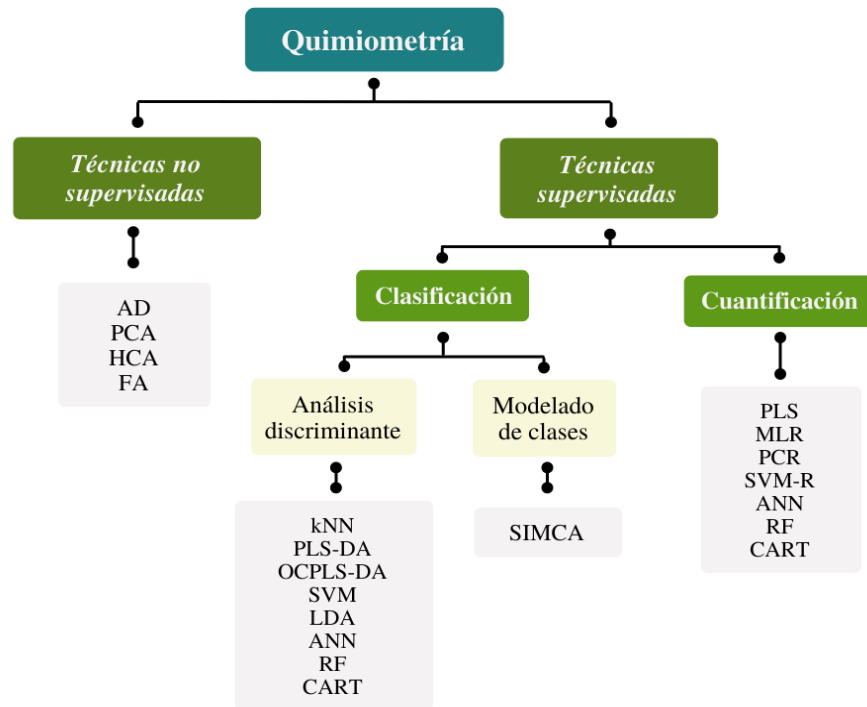 Quimiometría
Técnicas no
supervisadas
AD
PCA
HCA
FA
Técnicas
supervisadas
Clasificación
Análisis
discriminante
kNN
PLS-DA
OCPLS-DA
SVM
LDA
ANN
RF
CART
Modelado
de clases
SIMCA
Cuantificación
PLS
MLR
PCR
SVM-R
ANN
RF
CART